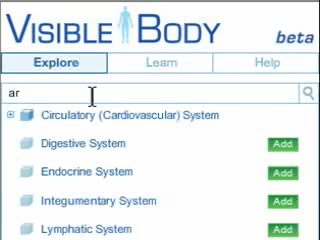 VISIBLE BODY
beta
Explore Learn Help
ar
Circulatory (Cardiovascular) System
Digestive System Add
Endocrine System Add
Integumentary System Add
Lymphatic System Add